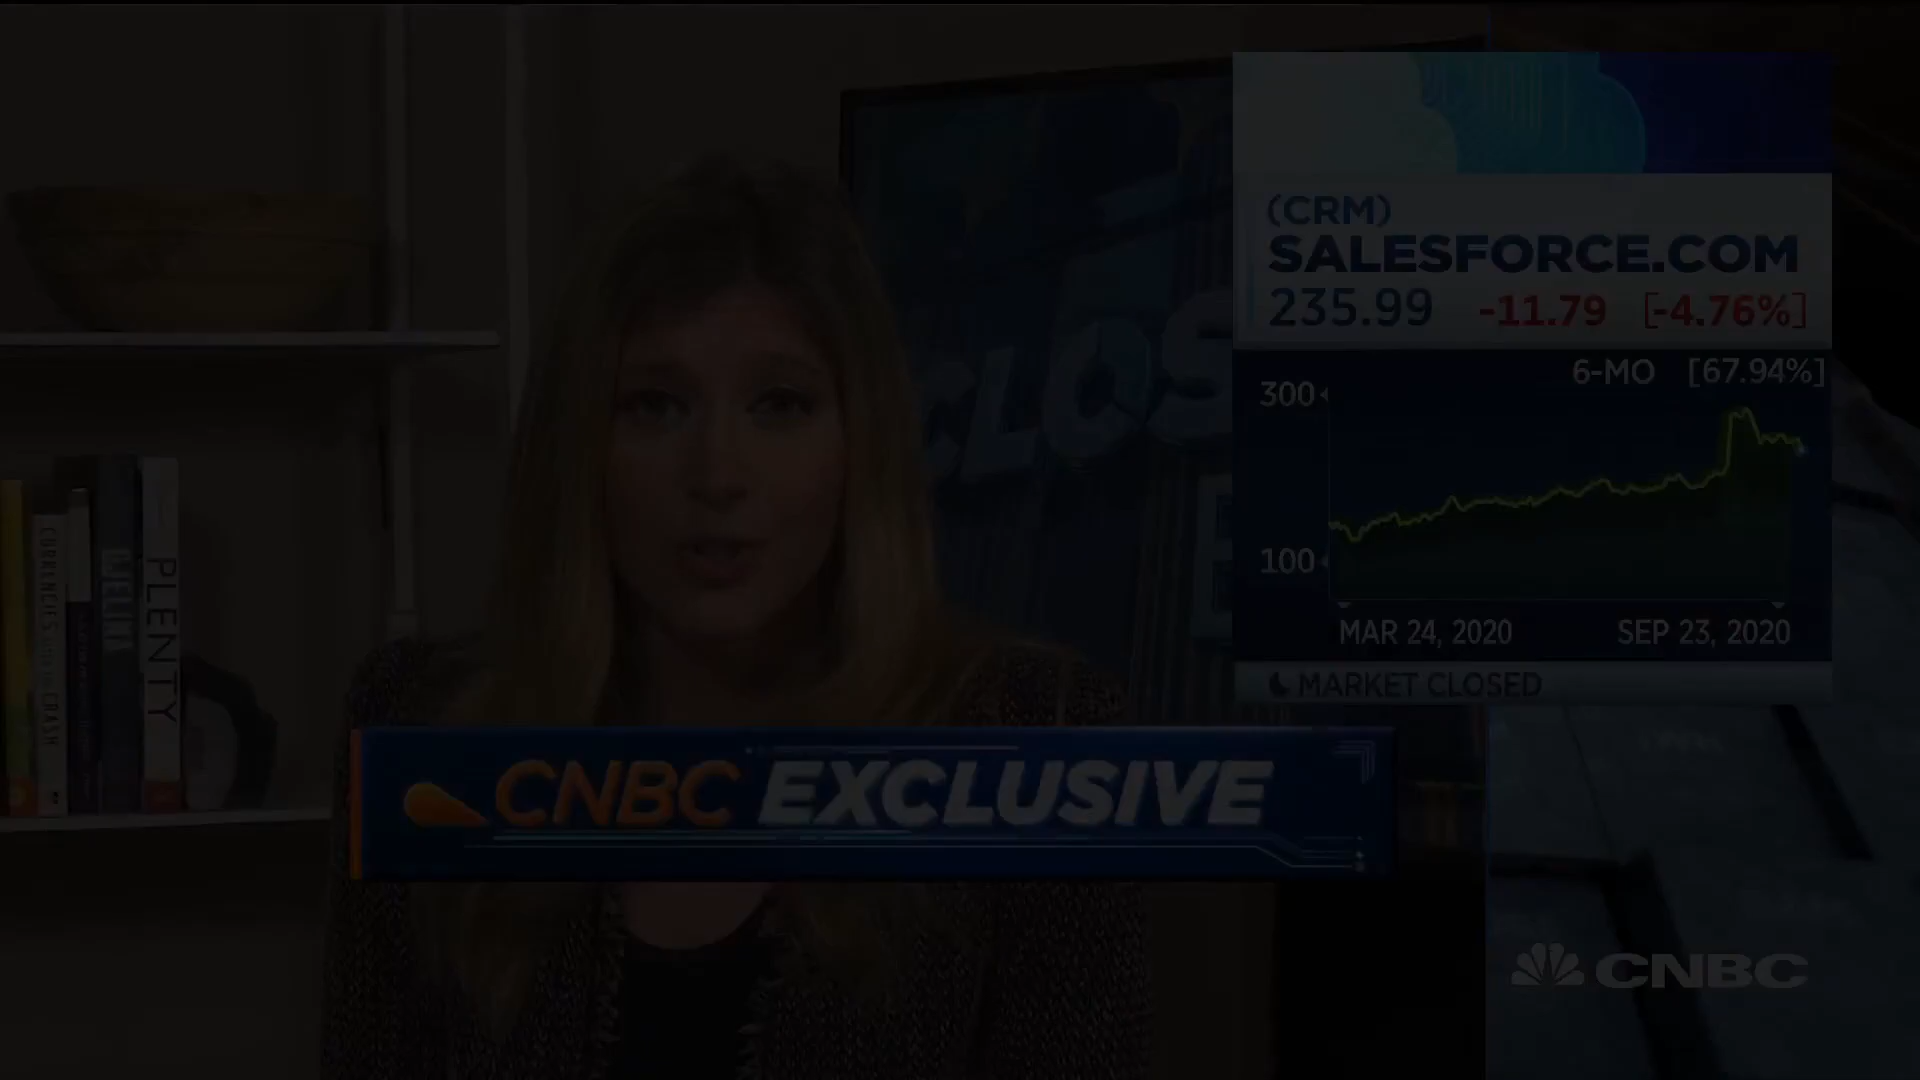 (CRM)
SALESFORCE.COM
235.99 -11.79 [-4.76%]
6-MO [67.94%]
300
100
MAR 24, 2020 SEP 23, 2020
MARKET CLOSED
CLOS
PLENTY
CNBC EXCLUSIVE
CNBC